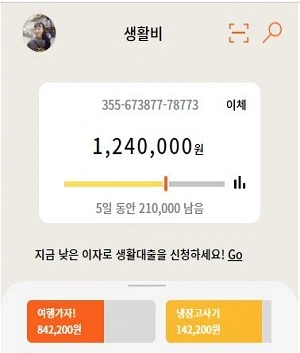 생활비
355-673877-78773 이체
1,240,000원
5일 동안 210,000 남음
지금 낮은 이자로 생활대출을 신청하세요! Go
여행가자!
842,200원
냉장고사기
142,200원